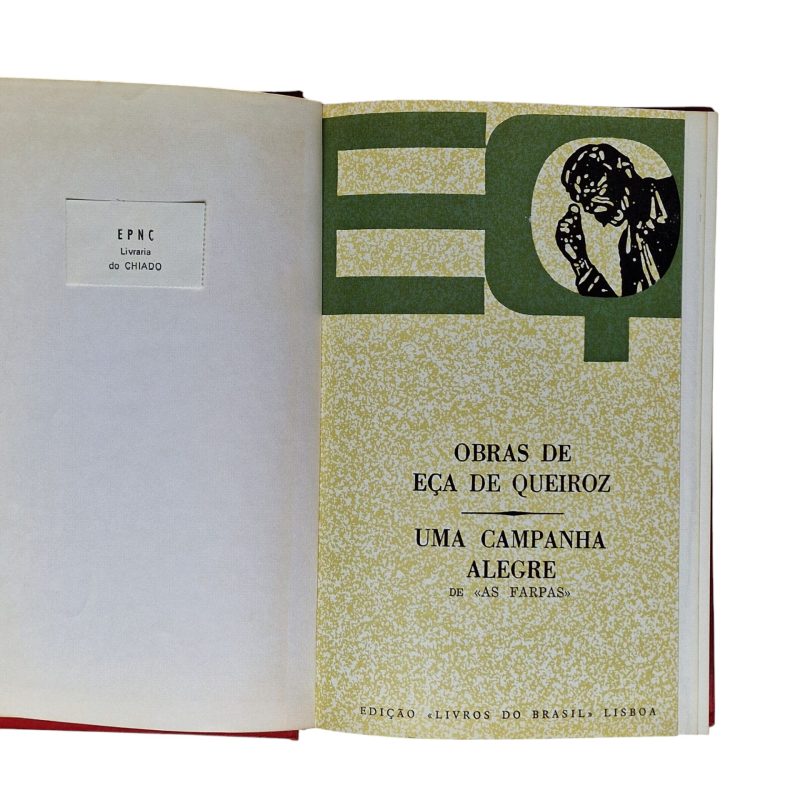 EPNC
Livraria
do CHIADO
EQ
OBRAS DE
EÇA DE QUEIROZ
UMA CAMPANHA
ALEGRE
DE «AS FARPAS»
EDIÇÃO «LIVROS DO BRASIL» LISBOA